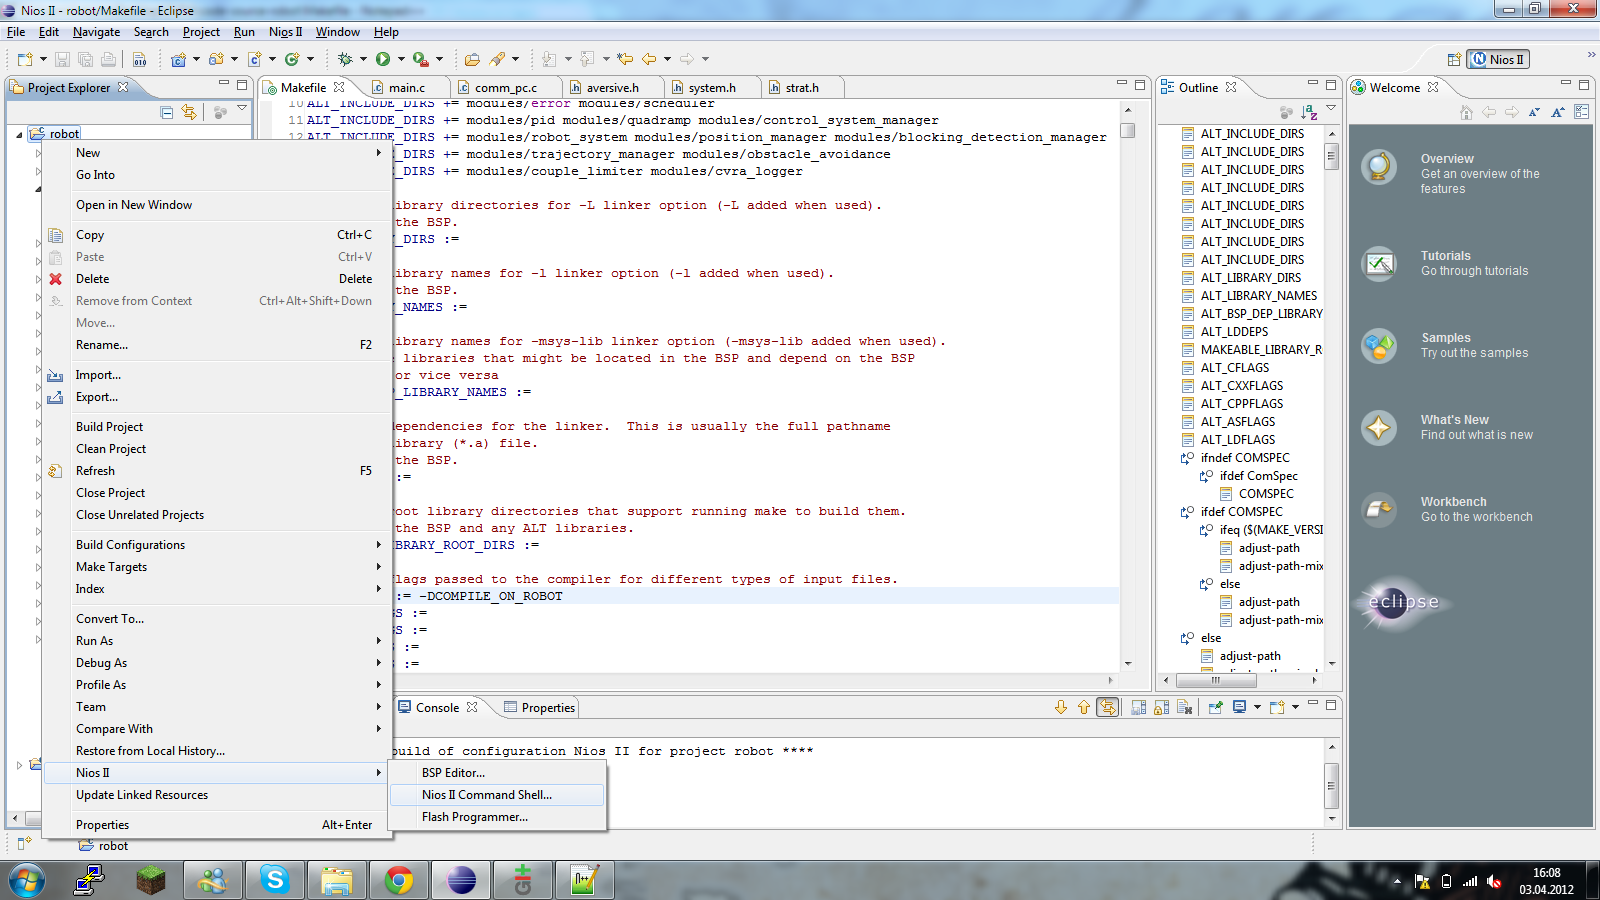 Nios II - robot/Makefile - Eclipse
File Edit Navigate Search Project Run Nios II Window Help
Nios II
Project Explorer
robot
New
Go Into
Open in New Window
Copy Ctrl+C
Paste Ctrl+V
Delete Delete
Remove from Context Ctrl+Alt+Shift+Down
Move...
Rename... F2
Import...
Export...
Build Project
Clean Project
Refresh F5
Close Project
Close Unrelated Projects
Build Configurations
Make Targets
Index
Convert To...
Run As
Debug As
Profile As
Team
Compare With
Restore from Local History...
Nios II
Update Linked Resources
Properties Alt+Enter
BSP Editor...
Nios II Command Shell...
Flash Programmer...
robot
Makefile main.c comm_pc.c aversive.h system.h strat.h
10 ALT_INCLUDE_DIRS += modules/error modules/scheduler
11 ALT_INCLUDE_DIRS += modules/pid modules/quadramp modules/control_system_manager
12 ALT_INCLUDE_DIRS += modules/robot_system modules/position_manager modules/blocking_detection_manager
_DIRS += modules/trajectory_manager modules/obstacle_avoidance
_DIRS += modules/couple_limiter modules/cvra_logger
ibrary directories for -L linker option (-L added when used).
the BSP.
_DIRS :=
ibrary names for -l linker option (-l added when used).
the BSP.
_NAMES :=
ibrary names for -msys-lib linker option (-msys-lib added when used).
libraries that might be located in the BSP and depend on the BSP
or vice versa
_LIBRARY_NAMES :=
dependencies for the linker.  This is usually the full pathname
ibrary (*.a) file.
the BSP.
:=
root library directories that support running make to build them.
the BSP and any ALT libraries.
IBRARY_ROOT_DIRS :=
flags passed to the compiler for different types of input files.
:= -DCOMPILE_ON_ROBOT
GS :=
GS :=
:=
:=
Console Properties
build of configuration Nios II for project robot ****
Outline
ALT_INCLUDE_DIRS
ALT_INCLUDE_DIRS
ALT_INCLUDE_DIRS
ALT_INCLUDE_DIRS
ALT_INCLUDE_DIRS
ALT_INCLUDE_DIRS
ALT_INCLUDE_DIRS
ALT_INCLUDE_DIRS
ALT_LIBRARY_DIRS
ALT_LIBRARY_NAMES
ALT_BSP_DEP_LIBRARY
ALT_LDDEPS
MAKEABLE_LIBRARY_R
ALT_CFLAGS
ALT_CXXFLAGS
ALT_CPPFLAGS
ALT_ASFLAGS
ALT_LDFLAGS
ifndef COMSPEC
ifdef ComSpec
COMSPEC
ifdef COMSPEC
ifeq ($(MAKE_VERSI
adjust-path
adjust-path-mix
else
adjust-path
adjust-path-mix
else
adjust-path
Welcome
Overview
Get an overview of the
features
Tutorials
Go through tutorials
Samples
Try out the samples
What's New
Find out what is new
Workbench
Go to the workbench
eclipse
16:08
03.04.2012